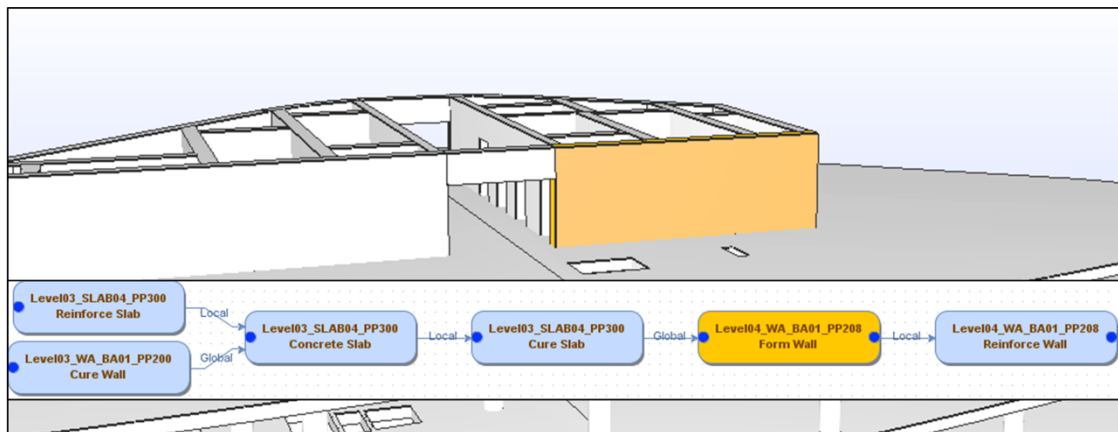 Level03_SLAB04_PP300
Reinforce Slab
Local
Level03_WA_BA01_PP200
Cure Wall
Global
Level03_SLAB04_PP300
Concrete Slab
Local
Level03_SLAB04_PP300
Cure Slab
Global
Level04_WA_BA01_PP208
Form Wall
Local
Level04_WA_BA01_PP208
Reinforce Wall